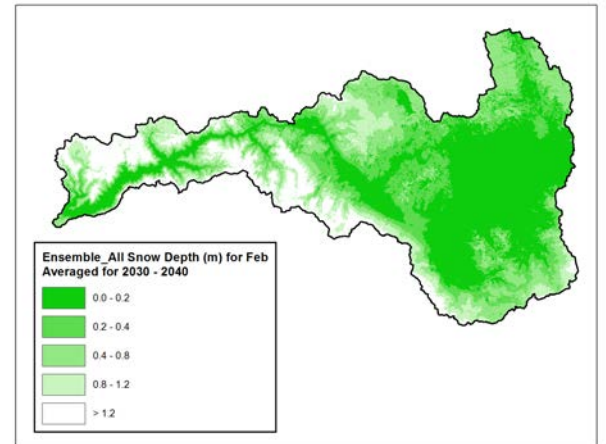 Ensemble_All Snow Depth (m) for Feb
Averaged for 2030 - 2040
0.0 - 0.2
0.2 - 0.4
0.4 - 0.8
0.8 - 1.2
> 1.2